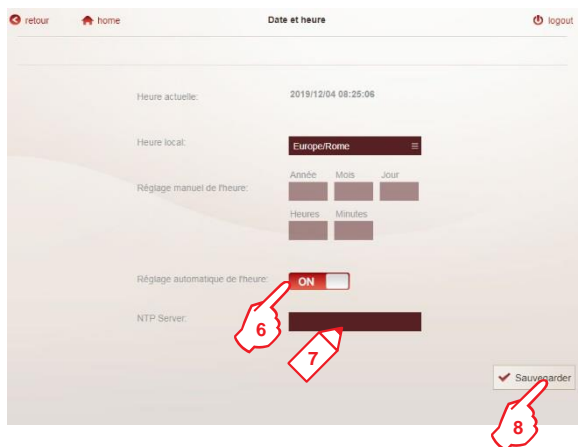 retour home Date et heure logout
Heure actuelle: 2019/12/04 08:25:06
Heure local: Europe/Rome
Année Mois Jour
Réglage manuel de l'heure:
Heures Minutes
Réglage automatique de l'heure: ON
6
NTP Server:
7
Sauvegarder
8